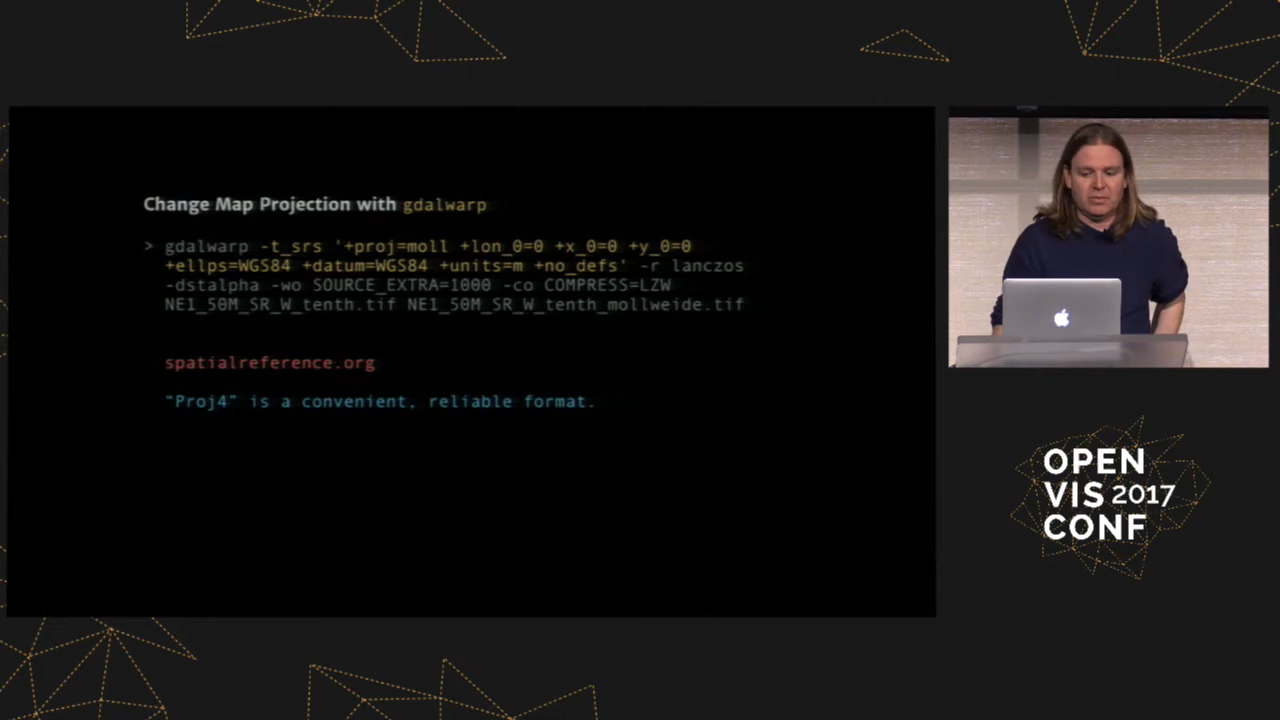 Change Map Projection with gdalwarp
> gdalwarp -t_srs '+proj=moll +lon_0=0 +x_0=0 +y_0=0
+ellps=WGS84 +datum=WGS84 +units=m +no_defs' -r lanczos
-dstalpha -wo SOURCE_EXTRA=1000 -co COMPRESS=LZW
NE1_50M_SR_W_tenth.tif NE1_50M_SR_W_tenth_mollweide.tif
spatialreference.org
"Proj4" is a convenient, reliable format.
OPEN
VIS 2017
CONF